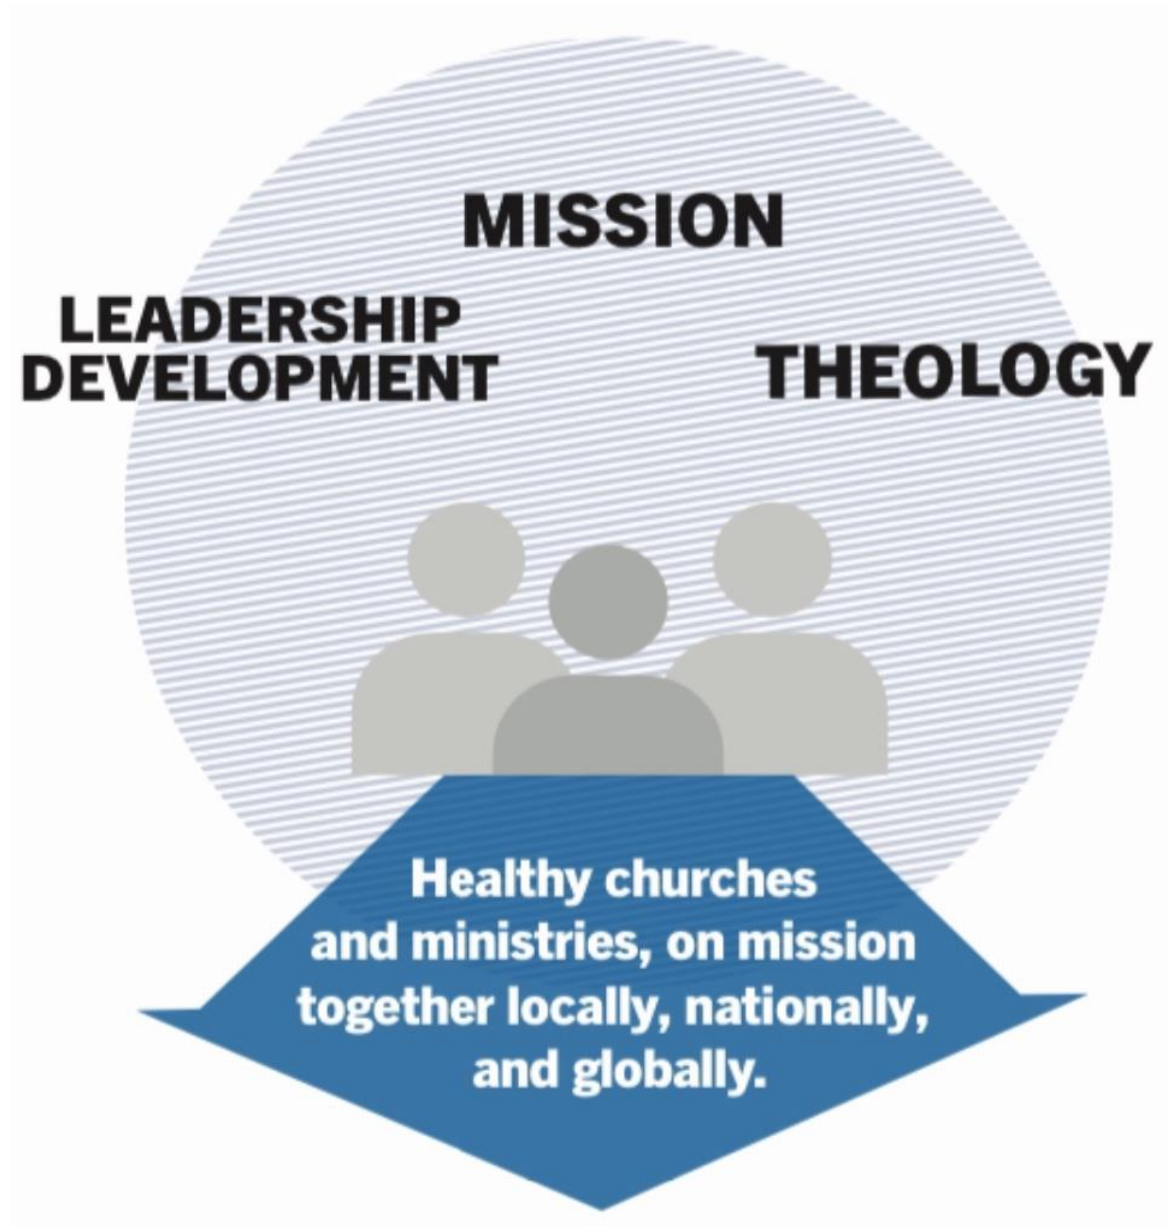 MISSION
LEADERSHIP
DEVELOPMENT
THEOLOGY
Healthy churches
and ministries, on mission
together locally, nationally,
and globally.